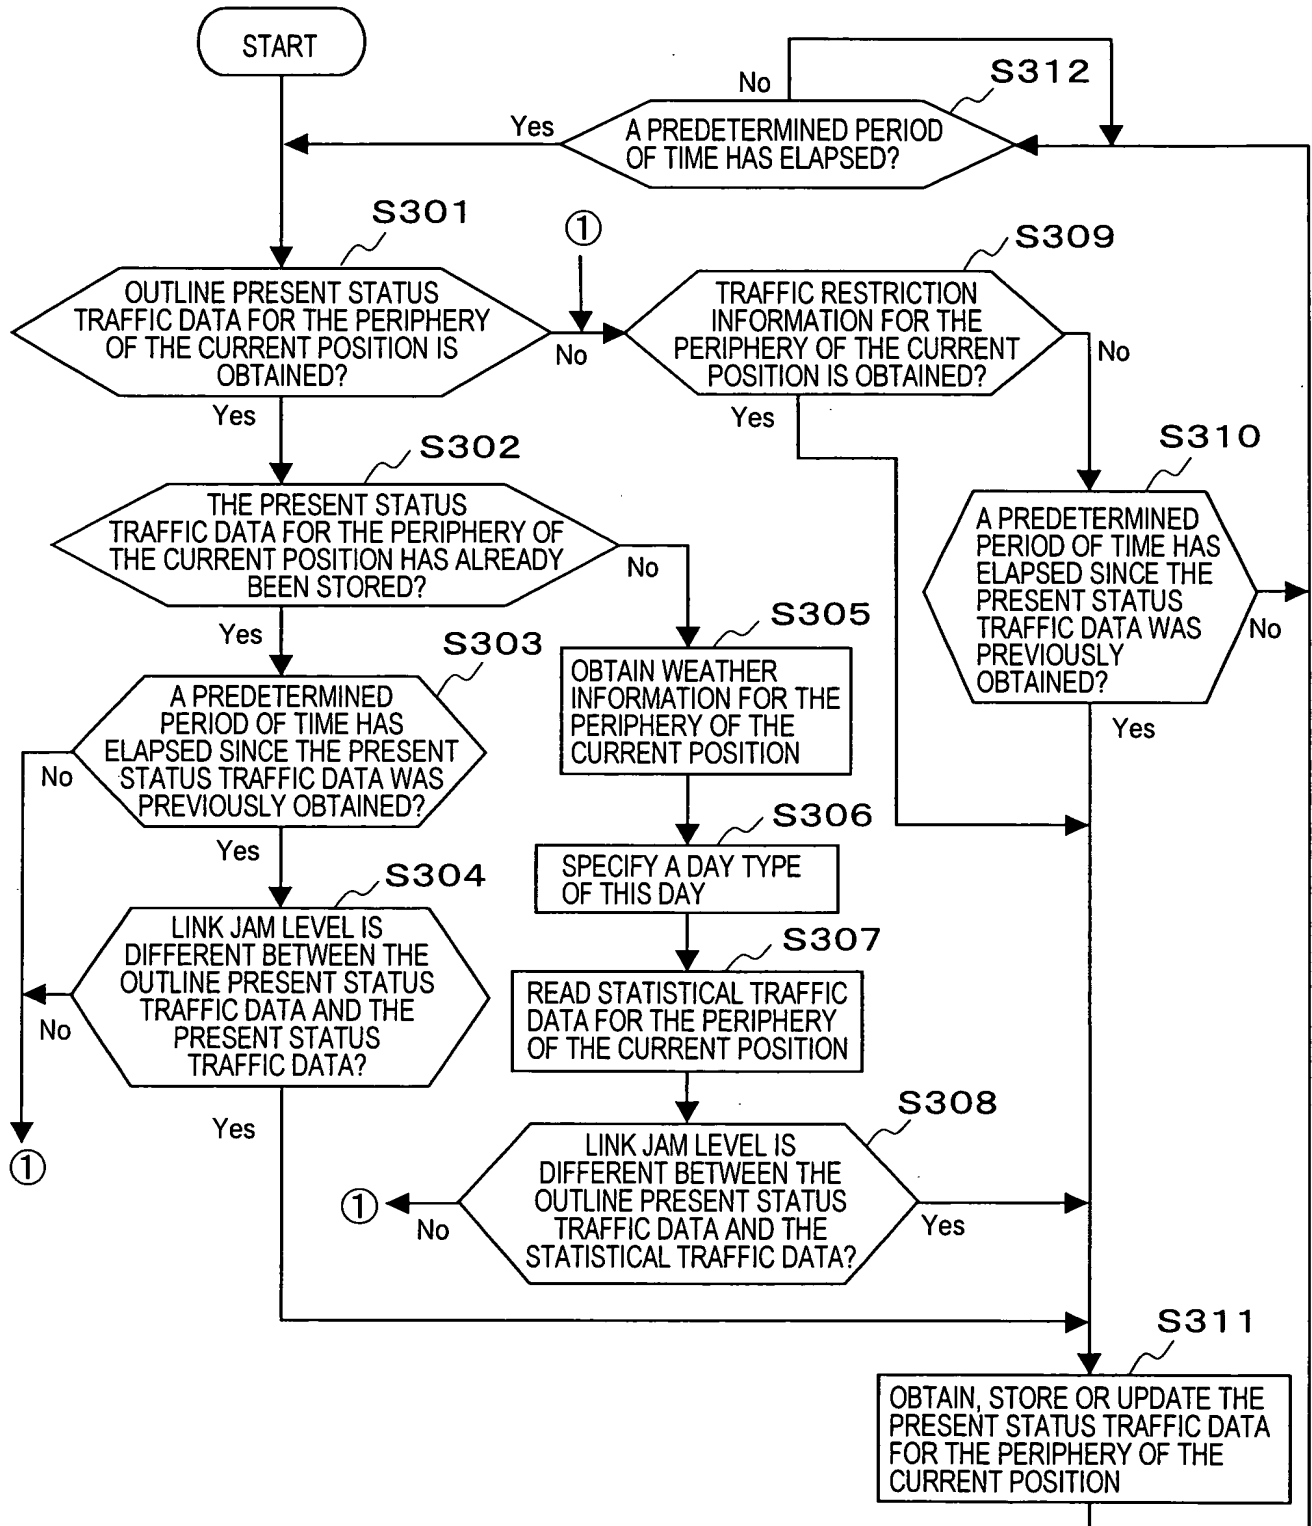 START
No
S312
Yes
A PREDETERMINED PERIOD
OF TIME HAS ELAPSED?
S301
①
S309
OUTLINE PRESENT STATUS
TRAFFIC DATA FOR THE PERIPHERY
OF THE CURRENT POSITION IS
OBTAINED?
No
TRAFFIC RESTRICTION
INFORMATION FOR THE
PERIPHERY OF THE CURRENT
POSITION IS OBTAINED?
No
Yes
Yes
S302
S310
THE PRESENT STATUS
TRAFFIC DATA FOR THE PERIPHERY OF
THE CURRENT POSITION HAS ALREADY
BEEN STORED?
No
A PREDETERMINED
PERIOD OF TIME HAS
ELAPSED SINCE THE
PRESENT STATUS
TRAFFIC DATA WAS
PREVIOUSLY
OBTAINED?
No
Yes
Yes
S303
S305
A PREDETERMINED
PERIOD OF TIME HAS
ELAPSED SINCE THE PRESENT
STATUS TRAFFIC DATA WAS
PREVIOUSLY OBTAINED?
No
OBTAIN WEATHER
INFORMATION FOR THE
PERIPHERY OF THE
CURRENT POSITION
Yes
S306
SPECIFY A DAY TYPE
OF THIS DAY
S304
LINK JAM LEVEL IS
DIFFERENT BETWEEN THE
OUTLINE PRESENT STATUS
TRAFFIC DATA AND THE
PRESENT STATUS
TRAFFIC DATA?
No
S307
READ STATISTICAL TRAFFIC
DATA FOR THE PERIPHERY
OF THE CURRENT POSITION
Yes
①
S308
LINK JAM LEVEL IS
DIFFERENT BETWEEN THE
OUTLINE PRESENT STATUS
TRAFFIC DATA AND THE
STATISTICAL TRAFFIC DATA?
①
No
Yes
S311
OBTAIN, STORE OR UPDATE THE
PRESENT STATUS TRAFFIC DATA
FOR THE PERIPHERY OF THE
CURRENT POSITION